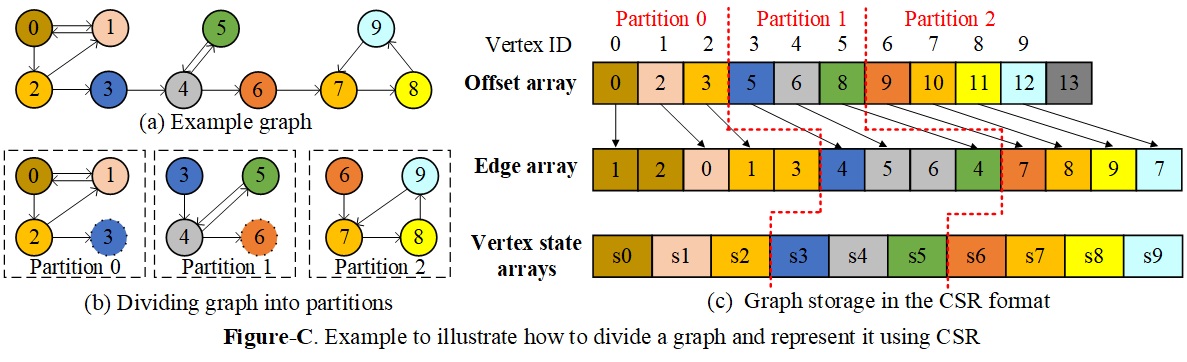 0 1 5 9
2 3 4 6 7 8
(a) Example graph
0 1 3 5 6 9
2 3 4 6 7 8
Partition 0 Partition 1 Partition 2
(b) Dividing graph into partitions
Partition 0 Partition 1 Partition 2
Vertex ID 0 1 2 3 4 5 6 7 8 9
Offset array 0 2 3 5 6 8 9 10 11 12 13
Edge array 1 2 0 1 3 4 5 6 4 7 8 9 7
Vertex state
arrays s0 s1 s2 s3 s4 s5 s6 s7 s8 s9
(c) Graph storage in the CSR format
Figure-C. Example to illustrate how to divide a graph and represent it using CSR